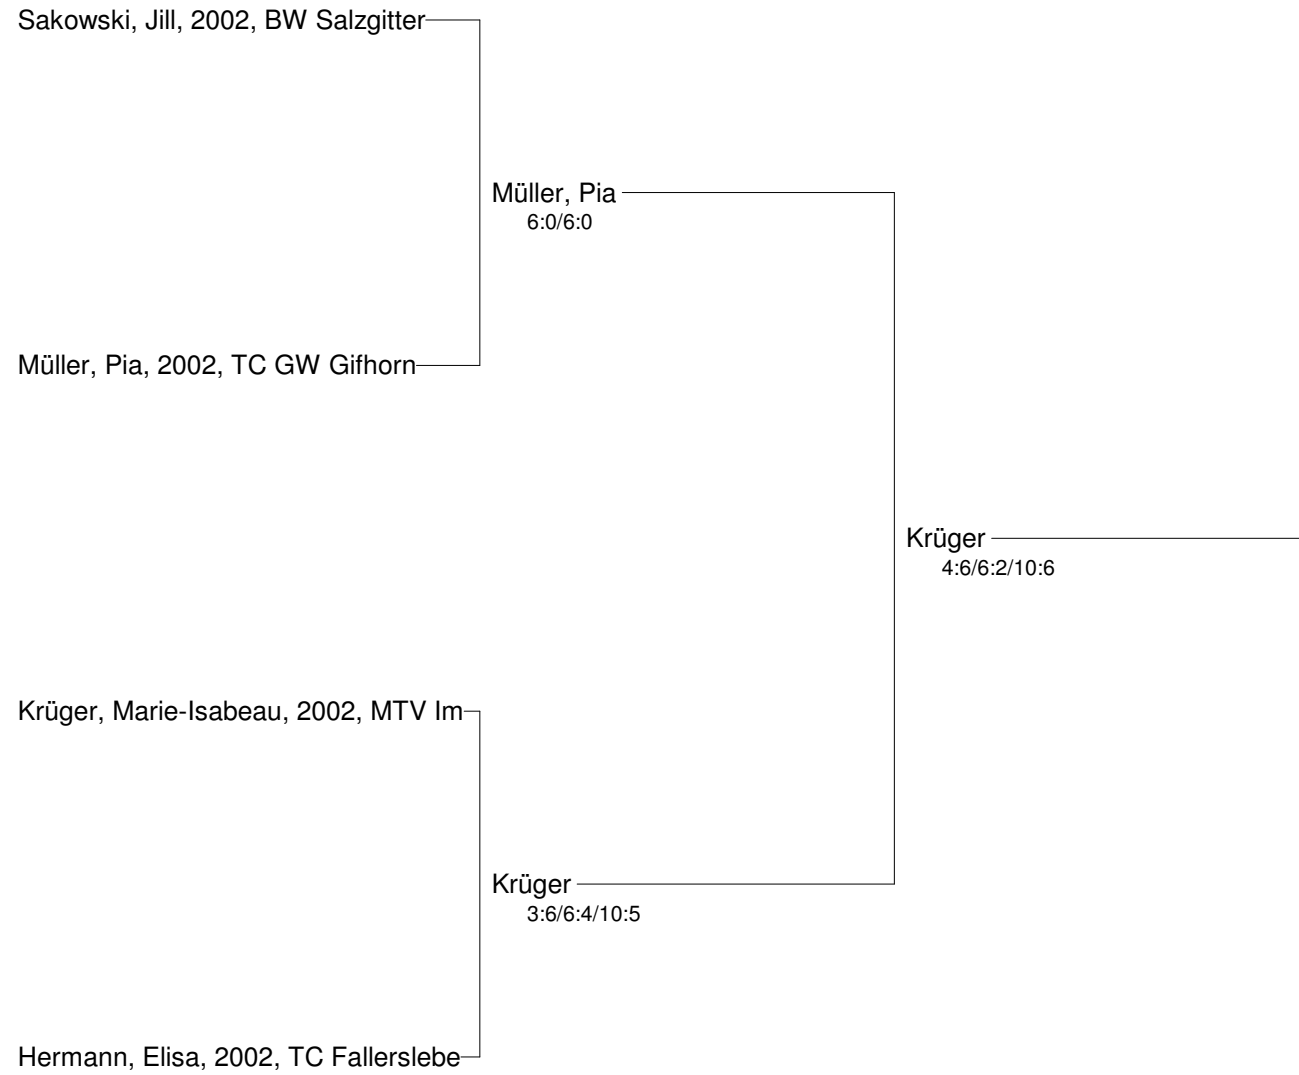 Sakowski, Jill, 2002, BW Salzgitter
Müller, Pia
6:0/6:0
Müller, Pia, 2002, TC GW Gifhorn
Krüger
4:6/6:2/10:6
Krüger, Marie-Isabeau, 2002, MTV Im
Krüger
3:6/6:4/10:5
Hermann, Elisa, 2002, TC Fallerslebe